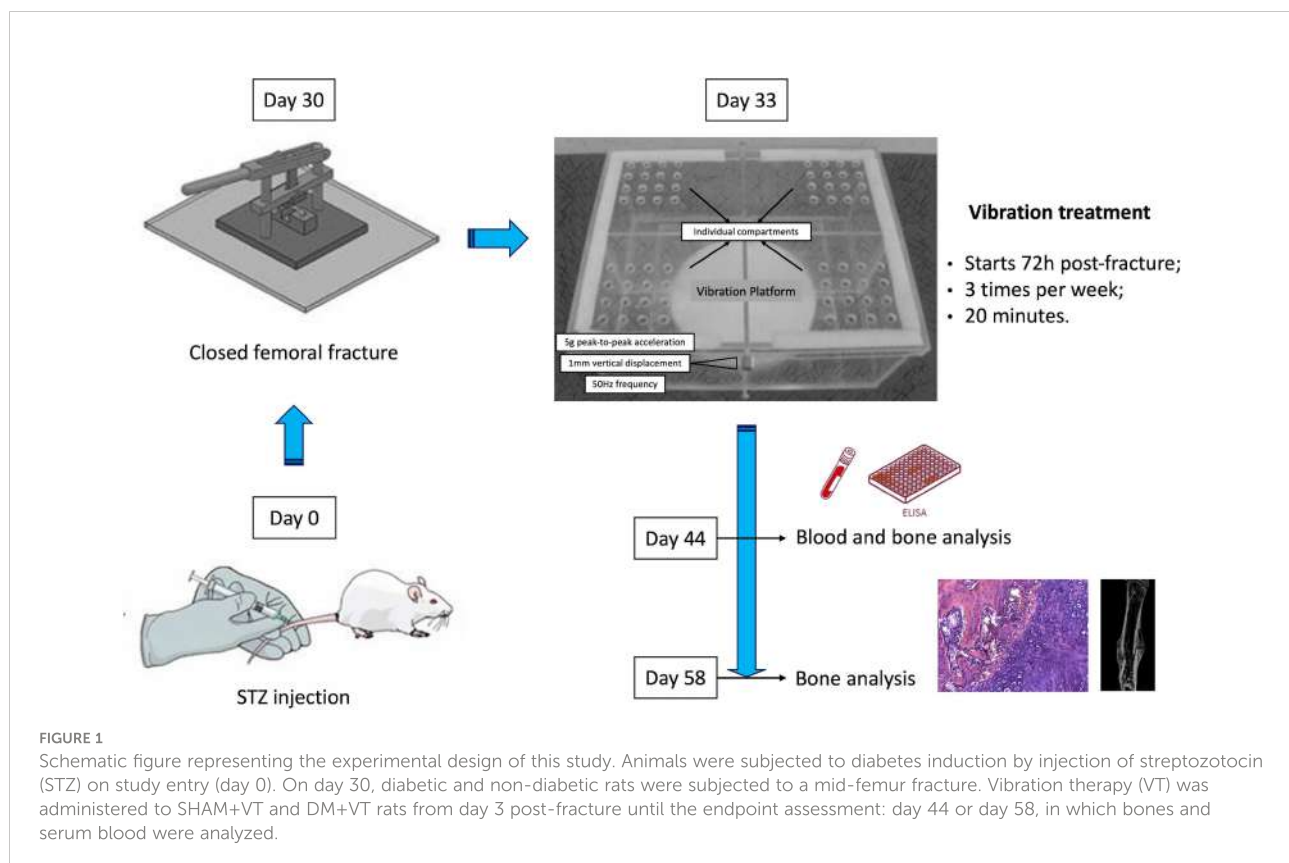 Day 30
Day 33
Individual compartments
Vibration Platform
5g peak-to-peak acceleration
1mm vertical displacement
50Hz frequency
Vibration treatment
• Starts 72h post-fracture;
• 3 times per week;
• 20 minutes.
Closed femoral fracture
Day 0
STZ injection
ELISA
Day 44
Blood and bone analysis
Day 58
Bone analysis
FIGURE 1
Schematic figure representing the experimental design of this study. Animals were subjected to diabetes induction by injection of streptozotocin
(STZ) on study entry (day 0). On day 30, diabetic and non-diabetic rats were subjected to a mid-femur fracture. Vibration therapy (VT) was
administered to SHAM+VT and DM+VT rats from day 3 post-fracture until the endpoint assessment: day 44 or day 58, in which bones and
serum blood were analyzed.